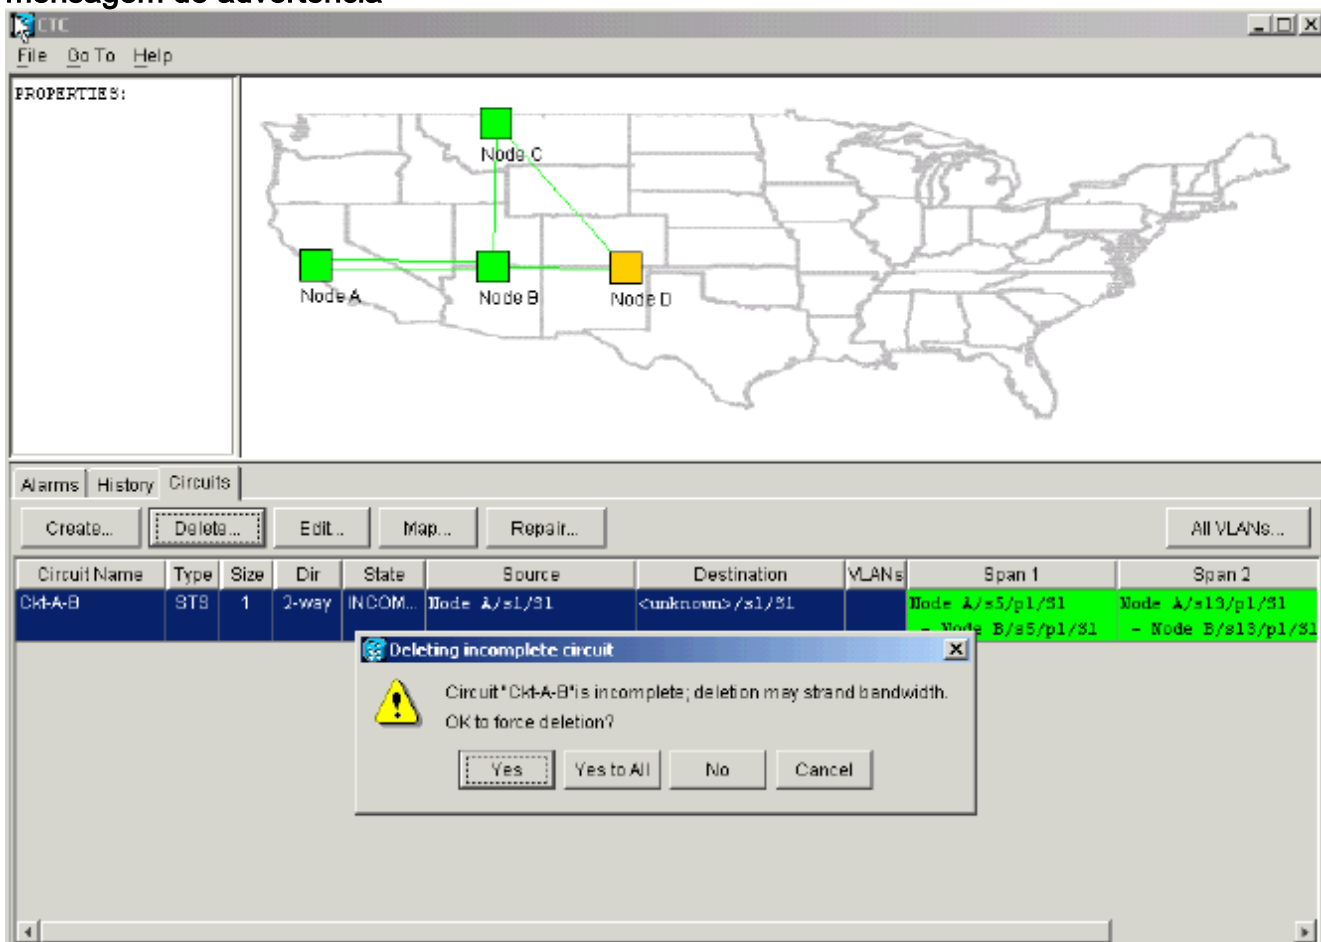 mensagem de advertência
CTC
File Go To Help
PROPERTIES:
Node C
Node A Node B Node D
Alarms History Circuits
Create... Delete... Edit... Map... Repair... All VLANs...
Circuit Name Type Size Dir State Source Destination VLANs Span 1 Span 2
Ckt-A-B STS 1 2-way INCOM... Node A/s1/S1 <unknown>/s1/S1 Node A/s5/p1/S1 Node A/s13/p1/S1
- Node B/s5/p1/S1 - Node B/s13/p1/S1
Deleting incomplete circuit
Circuit "Ckt-A-B" is incomplete; deletion may strand bandwidth.
OK to force deletion?
Yes Yes to All No Cancel